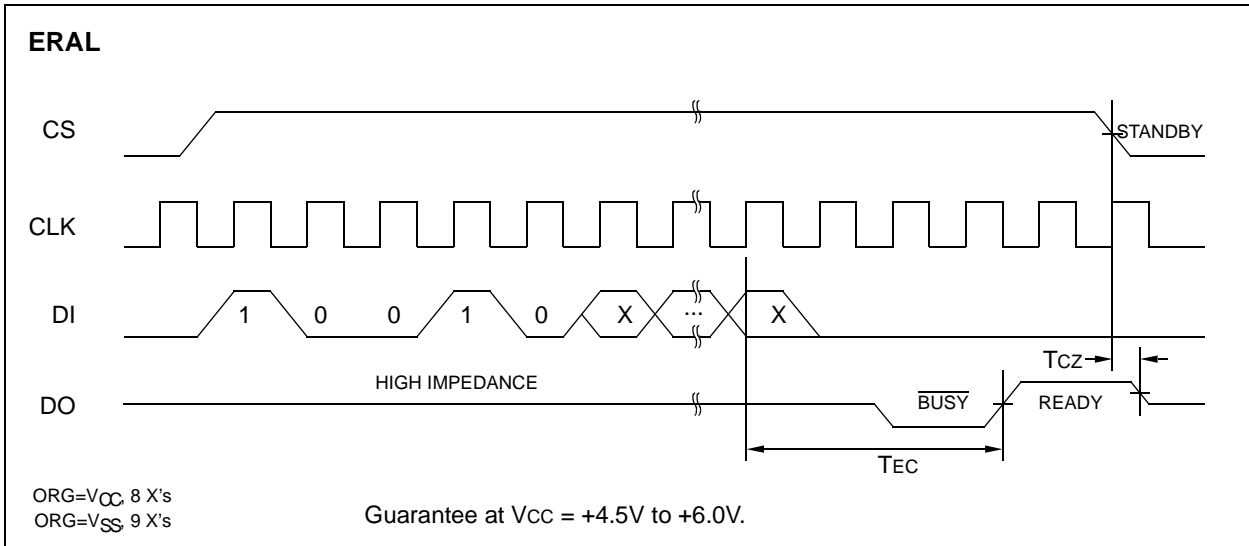 ERAL
CS
STANDBY
CLK
DI
1 0 0 1 0 X ... X
TCZ
HIGH IMPEDANCE
DO
BUSY
READY
TEC
ORG=VCC, 8 X's
ORG=VSS, 9 X's
Guarantee at VCC = +4.5V to +6.0V.